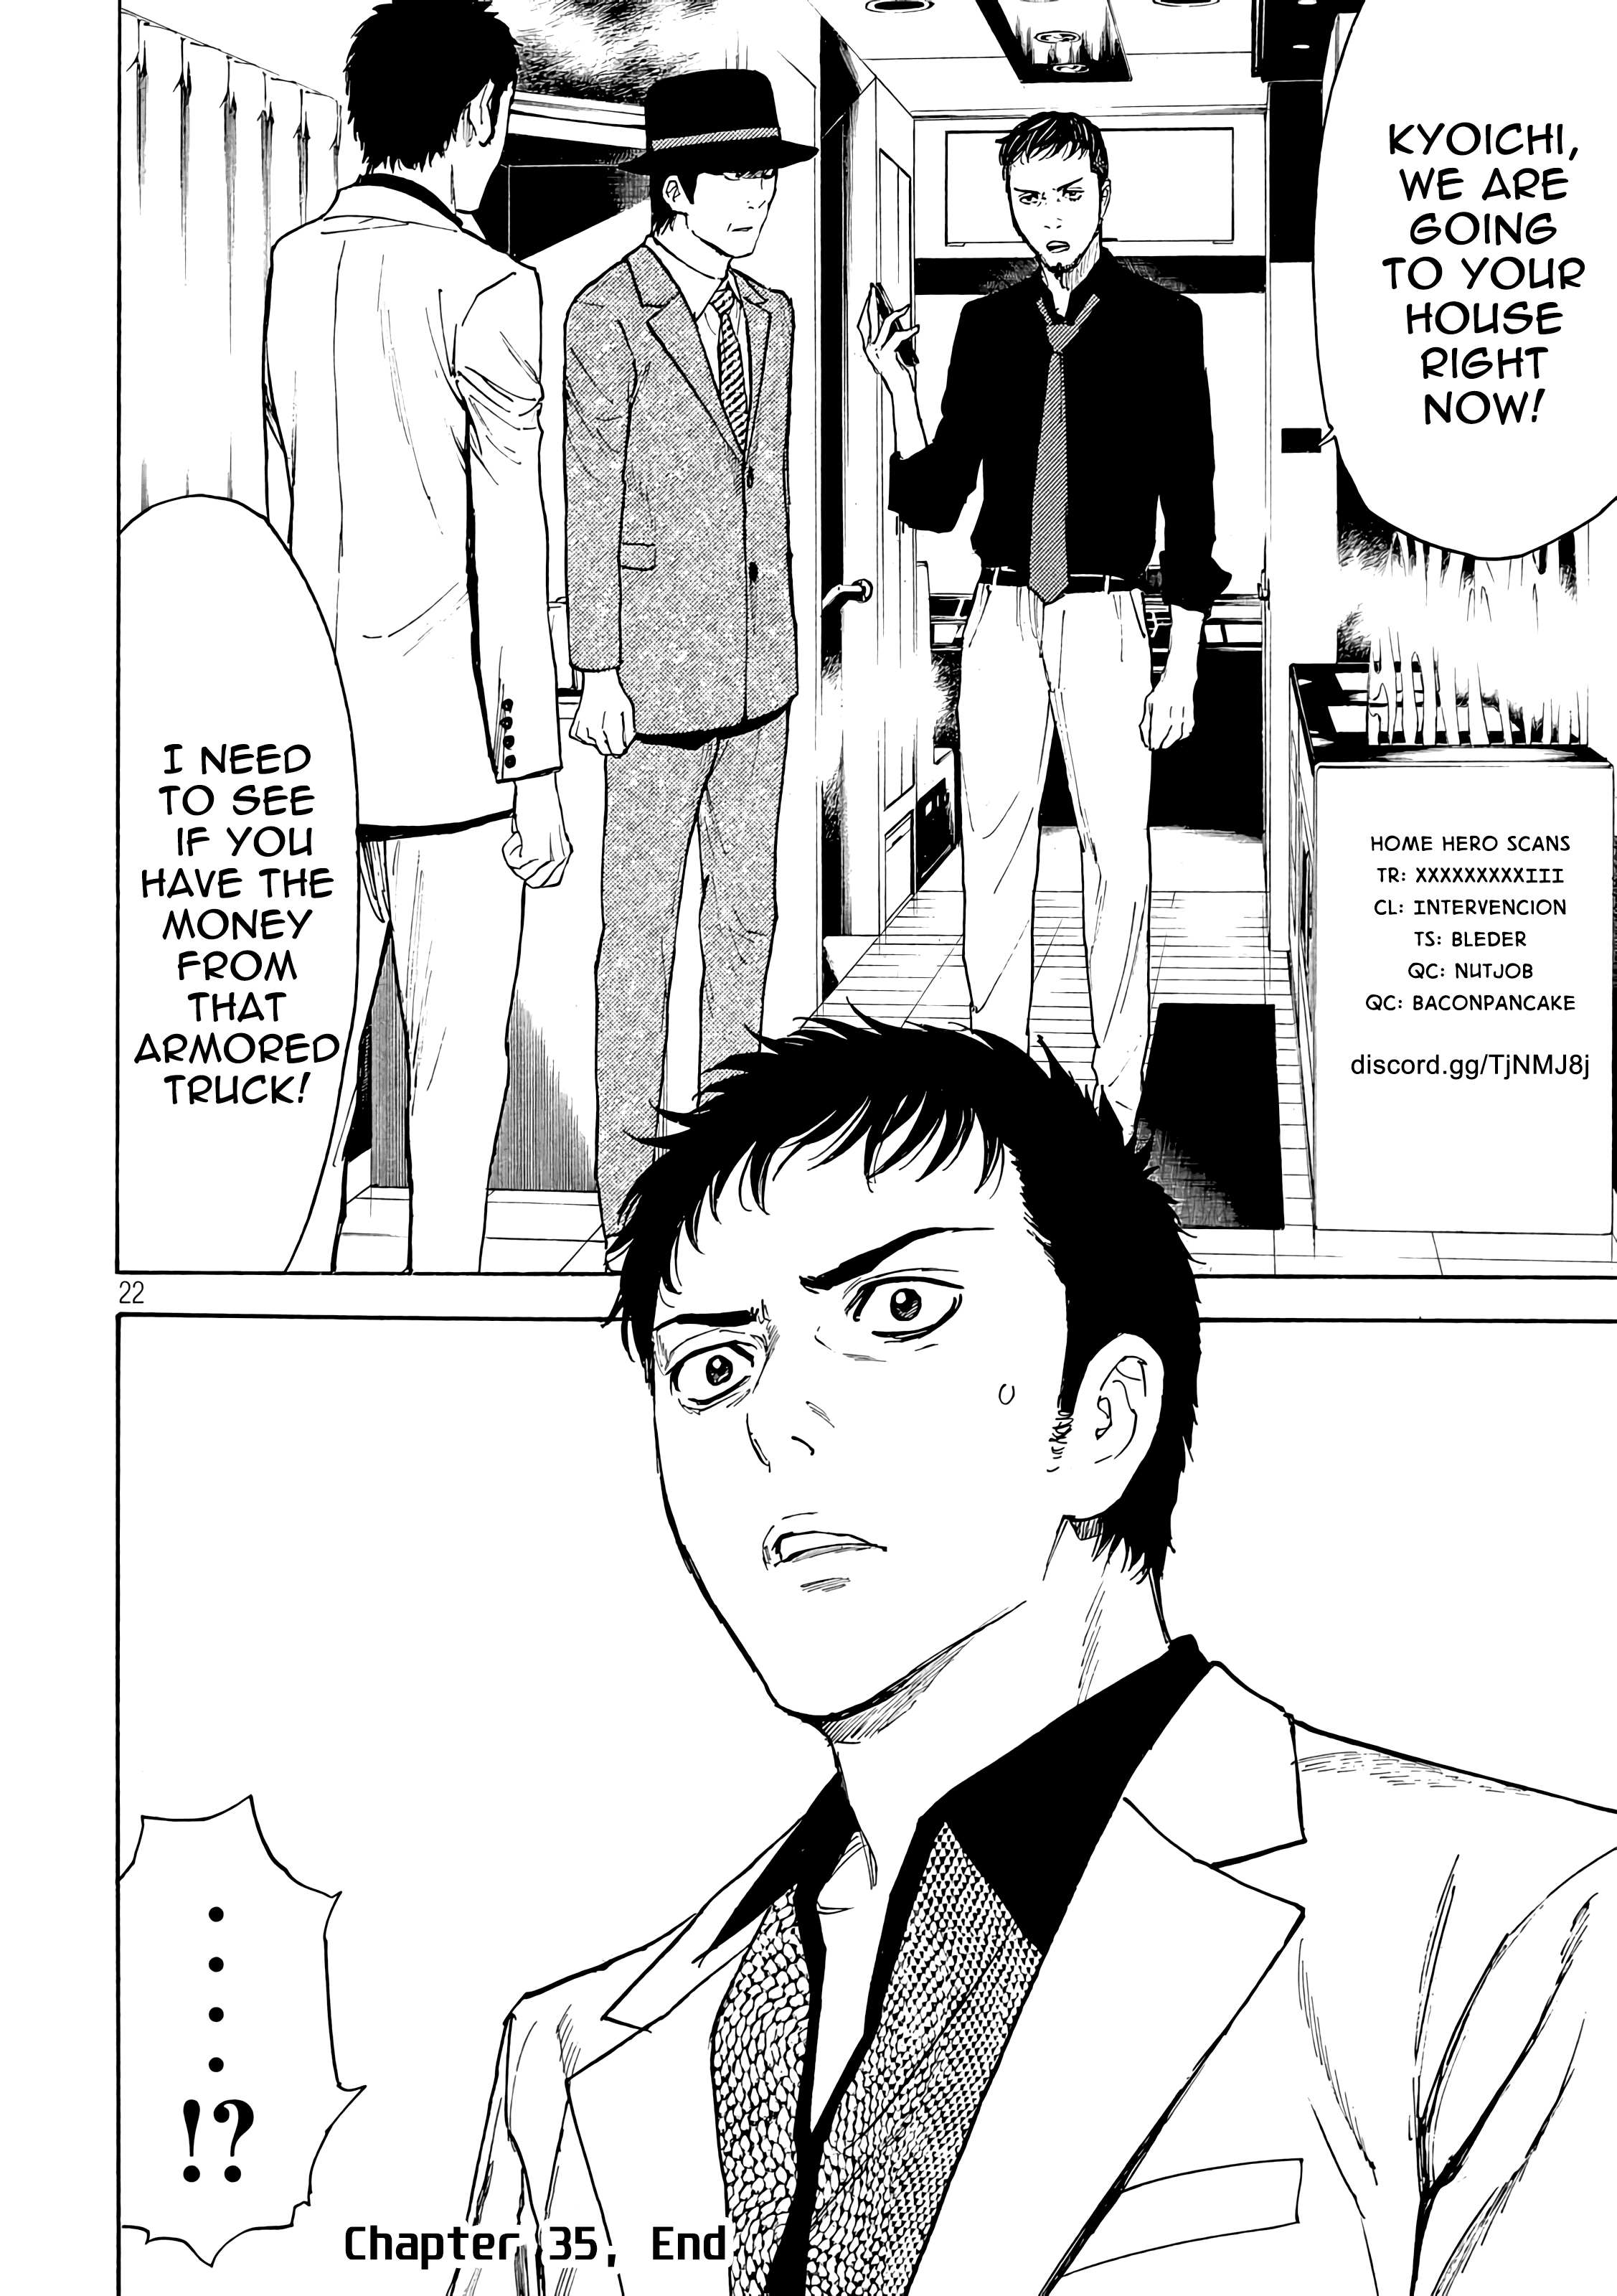 KYOICHI,
WE ARE
GOING
TO YOUR
HOUSE
RIGHT
NOW!
I NEED
TO SEE
IF YOU
HAVE THE
MONEY
FROM
THAT
ARMORED
TRUCK!
HOME HERO SCANS
TR: XXXXXXXXXIII
CL: INTERVENCION
TS: BLEDER
QC: NUTJOB
QC: BACONPANCAKE
discord.gg/TjNMJ8j
22
....
!?
Chapter 35, End